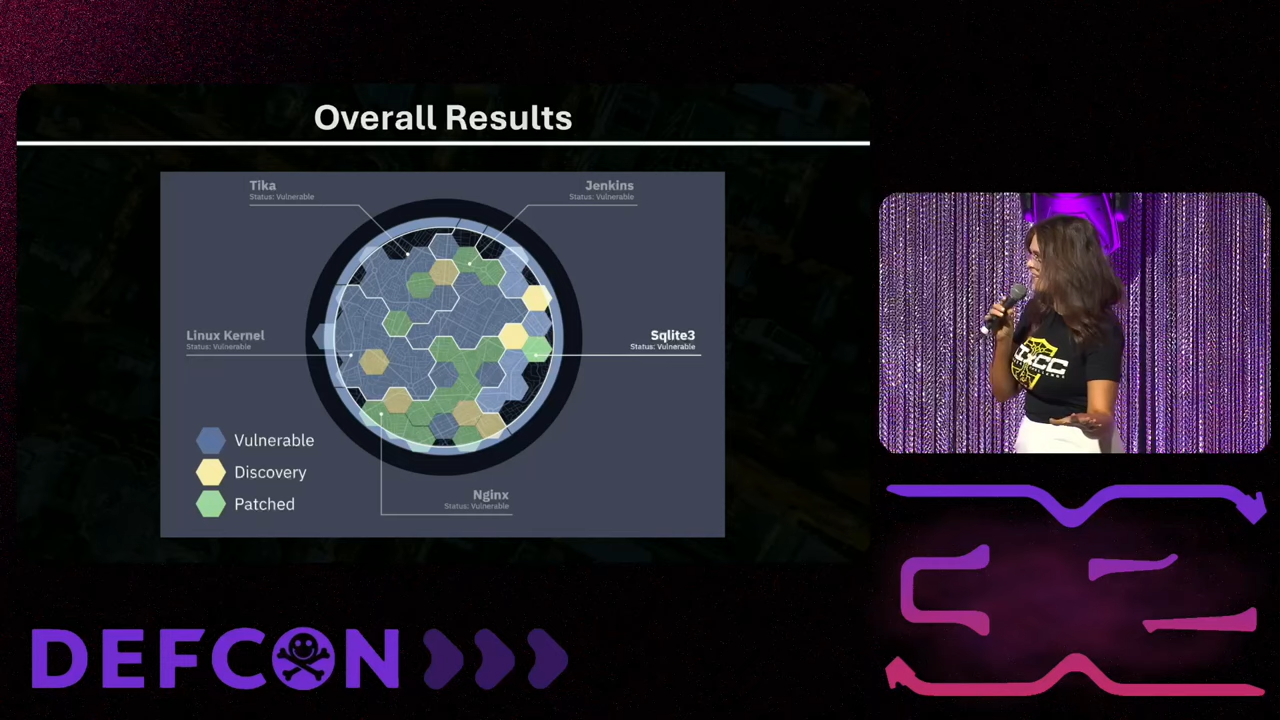 Overall Results
Tika
Status: Vulnerable
Jenkins
Status: Vulnerable
Linux Kernel
Status: Vulnerable
Sqlite3
Status: Vulnerable
Vulnerable
Discovery
Patched
Nginx
Status: Vulnerable
DEFCON